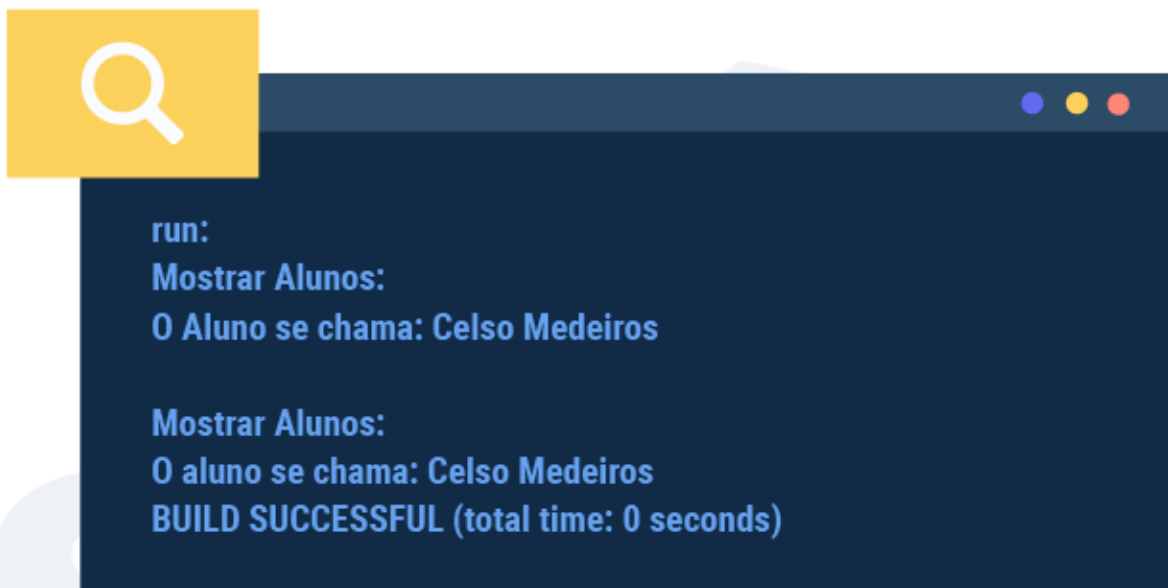 run:
Mostrar Alunos:
O Aluno se chama: Celso Medeiros
Mostrar Alunos:
O aluno se chama: Celso Medeiros
BUILD SUCCESSFUL (total time: 0 seconds)